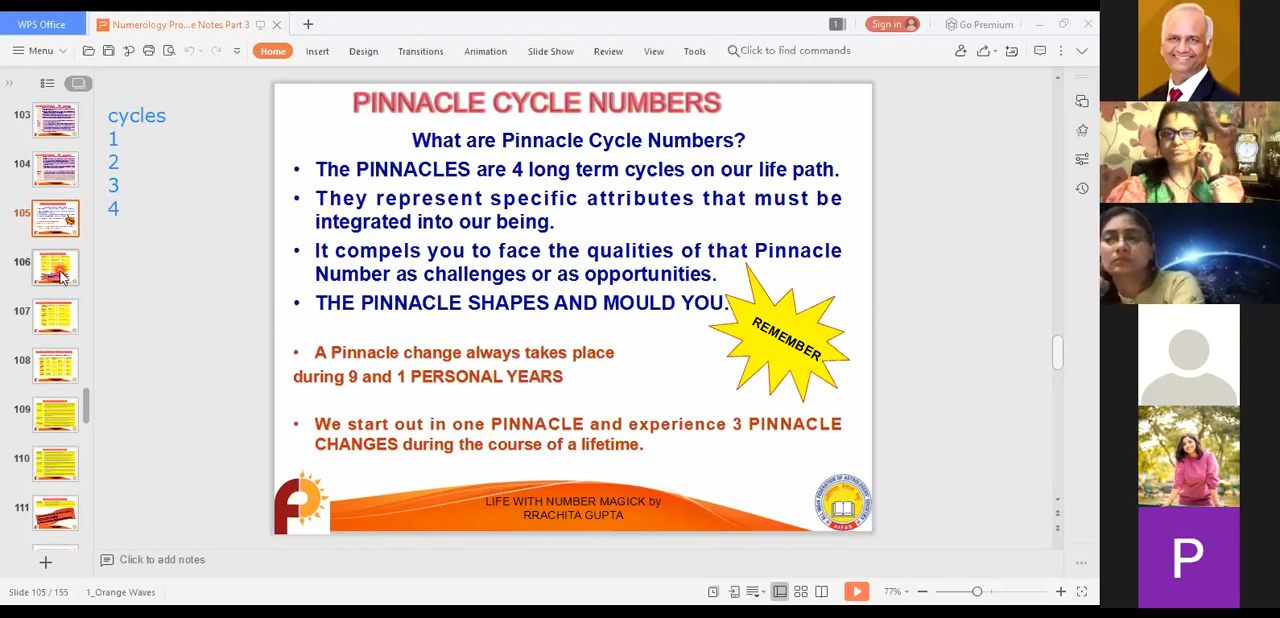 WPS Office
Numerology Pro...e Notes Part 3
1
Sign in
Go Premium
Menu
Home
Insert
Design
Transitions
Animation
Slide Show
Review
View
Tools
Click to find commands
103
104
105
106
107
108
109
110
111
cycles
1
2
3
4
PINNACLE CYCLE NUMBERS
What are Pinnacle Cycle Numbers?
• The PINNACLES are 4 long term cycles on our life path.
• They represent specific attributes that must be
integrated into our being.
• It compels you to face the qualities of that Pinnacle
Number as challenges or as opportunities.
• THE PINNACLE SHAPES AND MOULD YOU.
REMEMBER
• A Pinnacle change always takes place
during 9 and 1 PERSONAL YEARS
• We start out in one PINNACLE and experience 3 PINNACLE
CHANGES during the course of a lifetime.
LIFE WITH NUMBER MAGICK by
RRACHITA GUPTA
AIFAS
Click to add notes
Slide 105 / 155
1_Orange Waves
77%
P